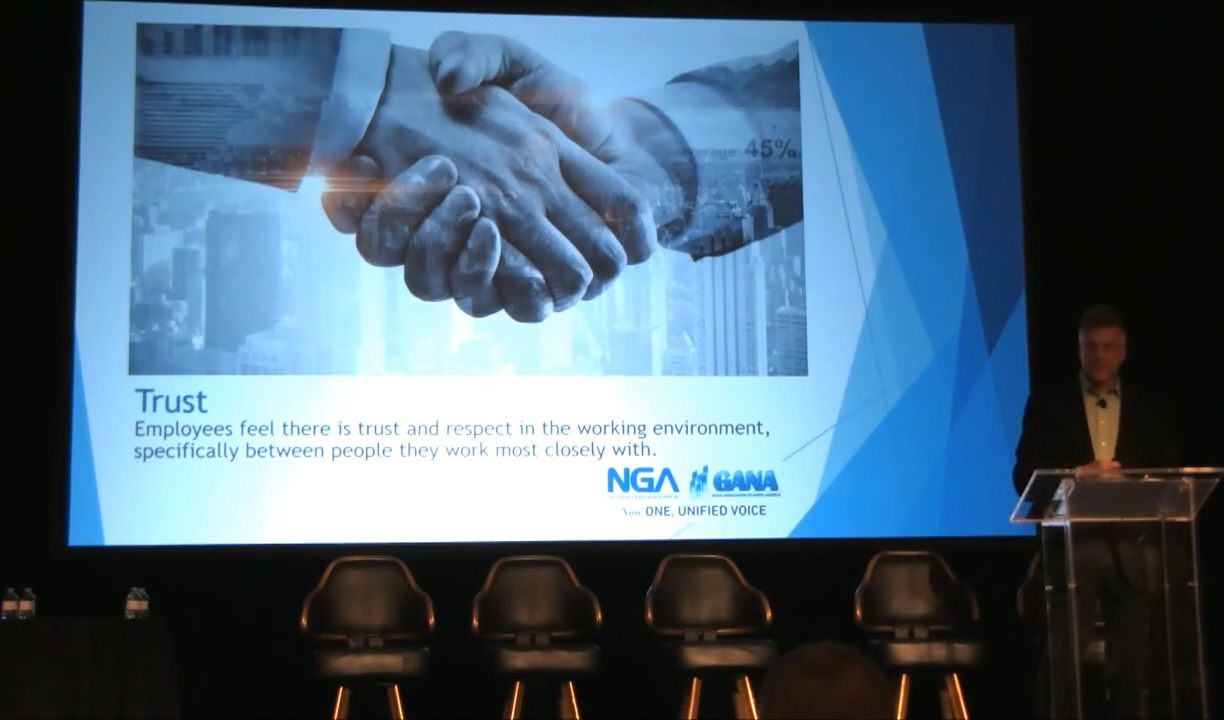 45%
Trust
Employees feel there is trust and respect in the working environment,
specifically between people they work most closely with.
NGA GANA
Now ONE, UNIFIED VOICE